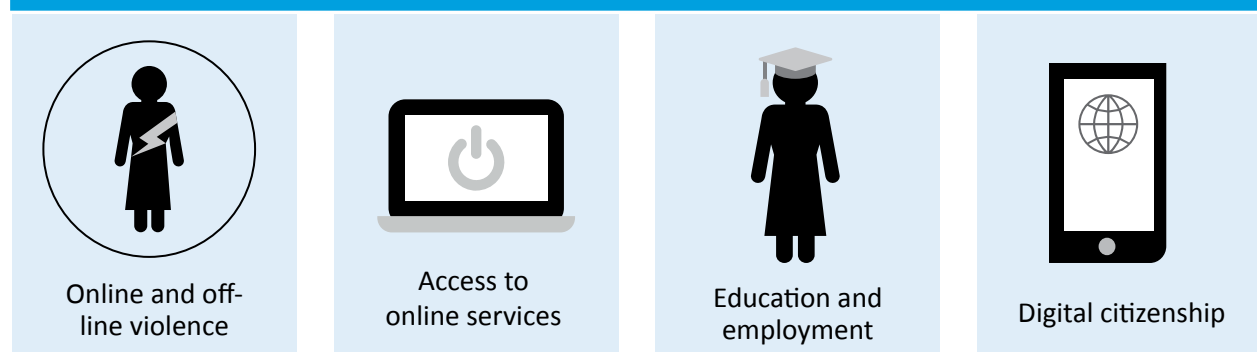 Online and off-
line violence
Access to
online services
Education and
employment
Digital citizenship